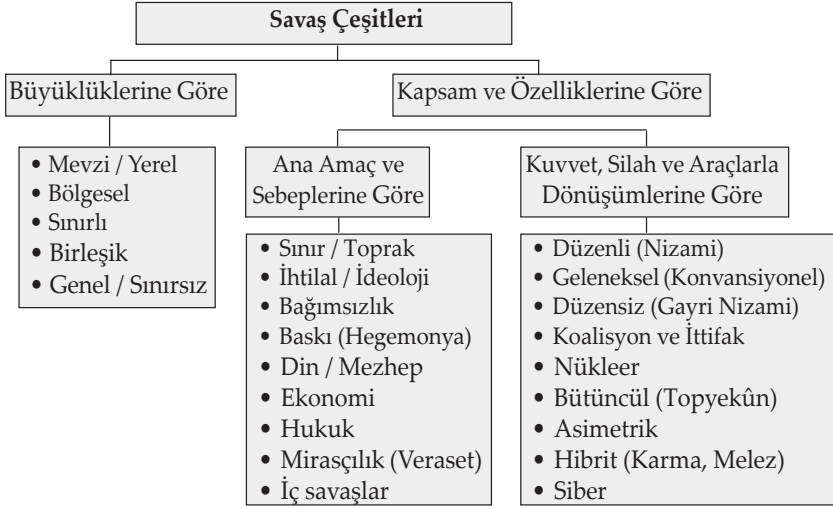 Savaş Çeşitleri
Büyüklüklerine Göre
• Mevzi / Yerel
• Bölgesel
• Sınırlı
• Birleşik
• Genel / Sınırsız
Kapsam ve Özelliklerine Göre
Ana Amaç ve
Sebeplerine Göre
• Sınır / Toprak
• İhtilal / İdeoloji
• Bağımsızlık
• Baskı (Hegemonya)
• Din / Mezhep
• Ekonomi
• Hukuk
• Mirasçılık (Veraset)
• İç savaşlar
Kuvvet, Silah ve Araçlarla
Dönüşümlerine Göre
• Düzenli (Nizami)
• Geleneksel (Konvansiyonel)
• Düzensiz (Gayri Nizami)
• Koalisyon ve İttifak
• Nükleer
• Bütüncül (Topyekûn)
• Asimetrik
• Hibrit (Karma, Melez)
• Siber